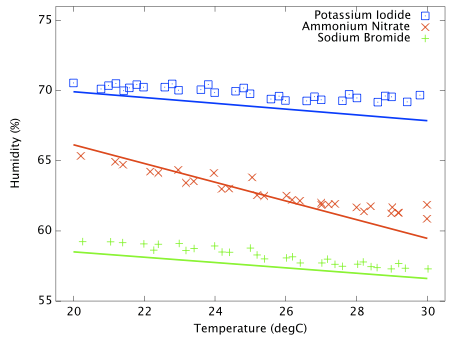 75
70
65
60
55
Humidity (%)
Potassium Iodide
Ammonium Nitrate
Sodium Bromide
20
22
24
26
28
30
Temperature (degC)